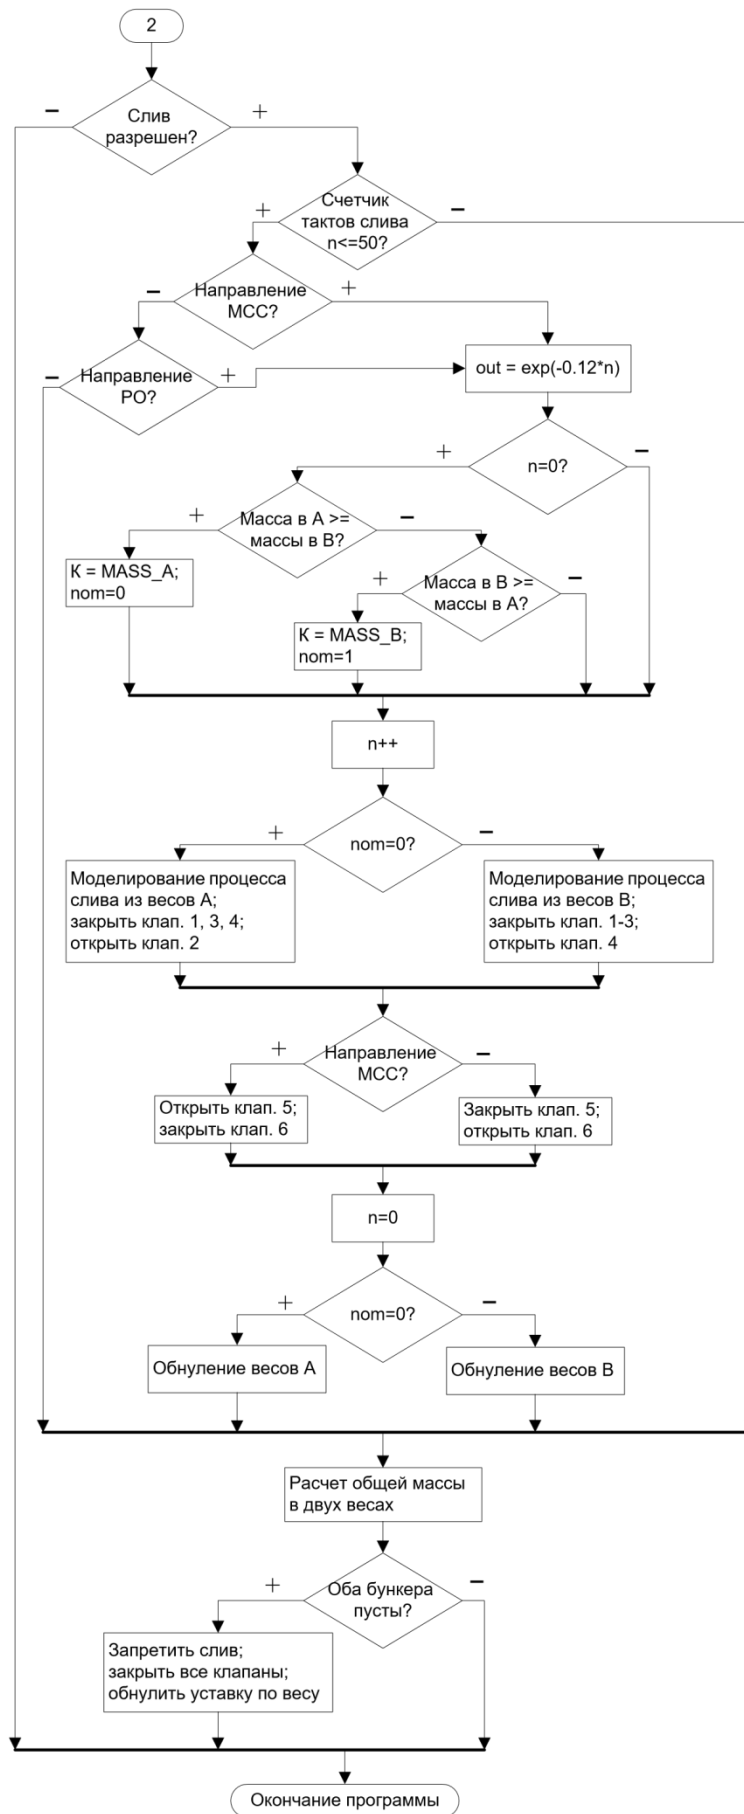 2
−
+
Слив
разрешен?
Счетчик
тактов слива
n<=50?
+
−
−
Направление
МСС?
+
−
Направление
РО?
+
out = exp(-0.12*n)
+
n=0?
−
+
Масса в А >=
массы в В?
−
К = MASS_A;
nom=0
+
Масса в В >=
массы в А?
−
К = MASS_B;
nom=1
n++
+
nom=0?
−
Моделирование процесса
слива из весов А;
закрыть клап. 1, 3, 4;
открыть клап. 2
Моделирование процесса
слива из весов В;
закрыть клап. 1-3;
открыть клап. 4
+
Направление
МСС?
−
Открыть клап. 5;
закрыть клап. 6
Закрыть клап. 5;
открыть клап. 6
n=0
+
nom=0?
−
Обнуление весов А
Обнуление весов В
Расчет общей массы
в двух весах
+
Оба бункера
пусты?
−
Запретить слив;
закрыть все клапаны;
обнулить уставку по весу
Окончание программы